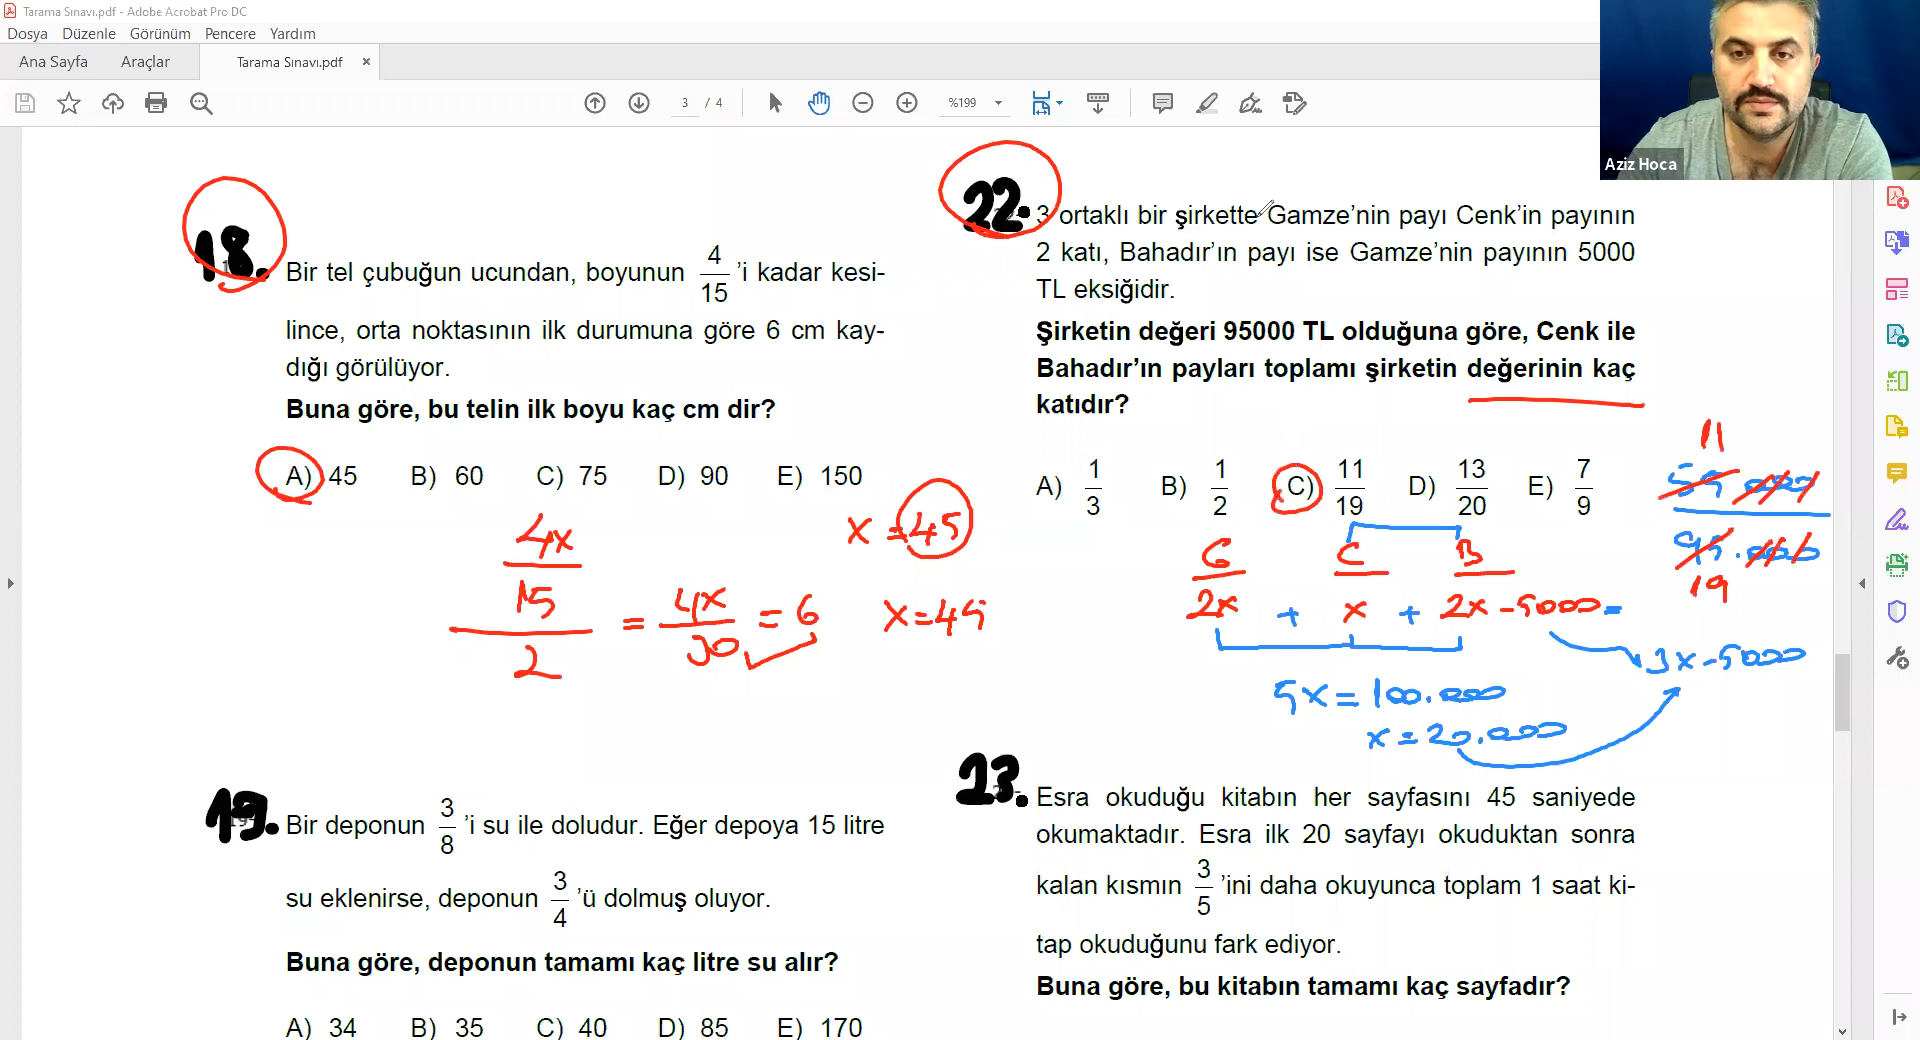 Tarama Sınavı.pdf - Adobe Acrobat Pro DC
Dosya Düzenle Görünüm Pencere Yardım
Ana Sayfa Araçlar Tarama Sınavı.pdf ×
3 / 4 %199
Aziz Hoca
18.
Bir tel çubuğun ucundan, boyunun 4/15 'i kadar kesi-
lince, orta noktasının ilk durumuna göre 6 cm kay-
dığı görülüyor.
Buna göre, bu telin ilk boyu kaç cm dir?
A) 45 B) 60 C) 75 D) 90 E) 150
x = 45
4x/15
/2 = 4x/30 = 6 x=45
19.
Bir deponun 3/8 'i su ile doludur. Eğer depoya 15 litre
su eklenirse, deponun 3/4 'ü dolmuş oluyor.
Buna göre, deponun tamamı kaç litre su alır?
A) 34 B) 35 C) 40 D) 85 E) 170
22.
3 ortaklı bir şirkette Gamze'nin payı Cenk'in payının
2 katı, Bahadır'ın payı ise Gamze'nin payının 5000
TL eksiğidir.
Şirketin değeri 95000 TL olduğuna göre, Cenk ile
Bahadır'ın payları toplamı şirketin değerinin kaç
katıdır?
A) 1/3 B) 1/2 C) 11/19 D) 13/20 E) 7/9
11
55 000
95.000
19
G C B
2x + x + 2x - 5000 =
3x - 5000
5x = 100.000
x = 20.000
23.
Esra okuduğu kitabın her sayfasını 45 saniyede
okumaktadır. Esra ilk 20 sayfayı okuduktan sonra
kalan kısmın 3/5 'ini daha okuyunca toplam 1 saat ki-
tap okuduğunu fark ediyor.
Buna göre, bu kitabın tamamı kaç sayfadır?